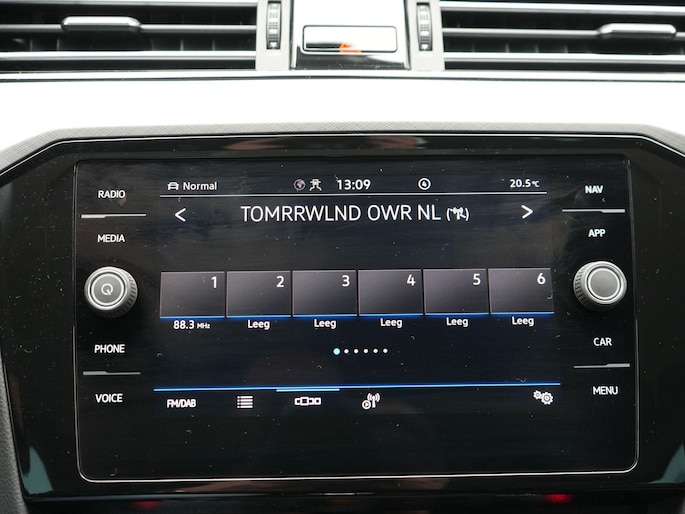 RADIO
MEDIA
PHONE
VOICE
Normal 13:09 4 20.5°C
< TOMRRWLND OWR NL >
1 2 3 4 5 6
88.3 MHz Leeg Leeg Leeg Leeg Leeg
FM/DAB
NAV
APP
CAR
MENU